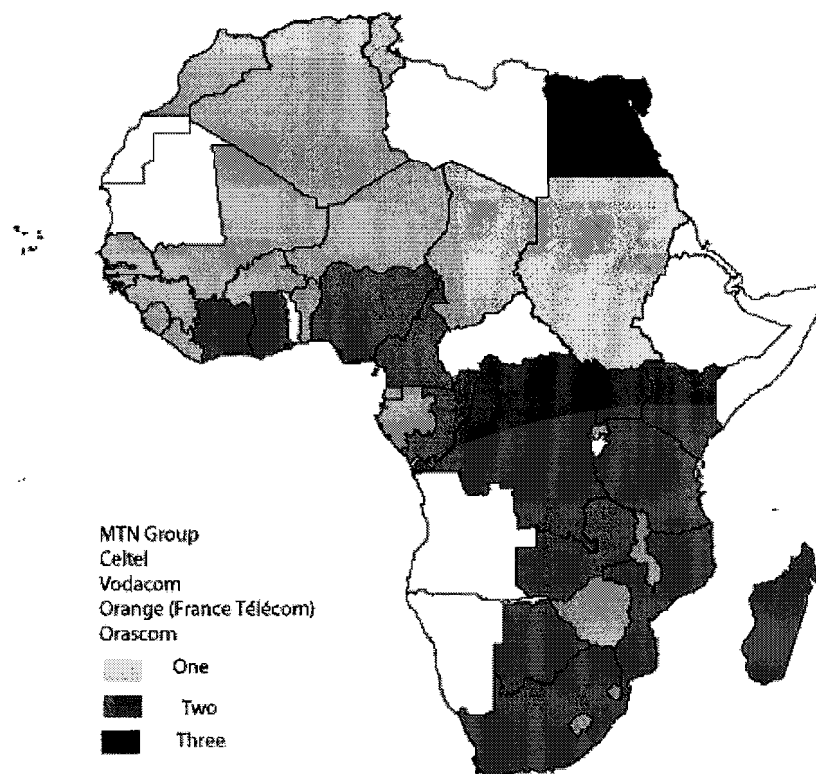 MTN Group
Celtel
Vodacom
Orange (France Télécom)
Orascom
One
Two
Three